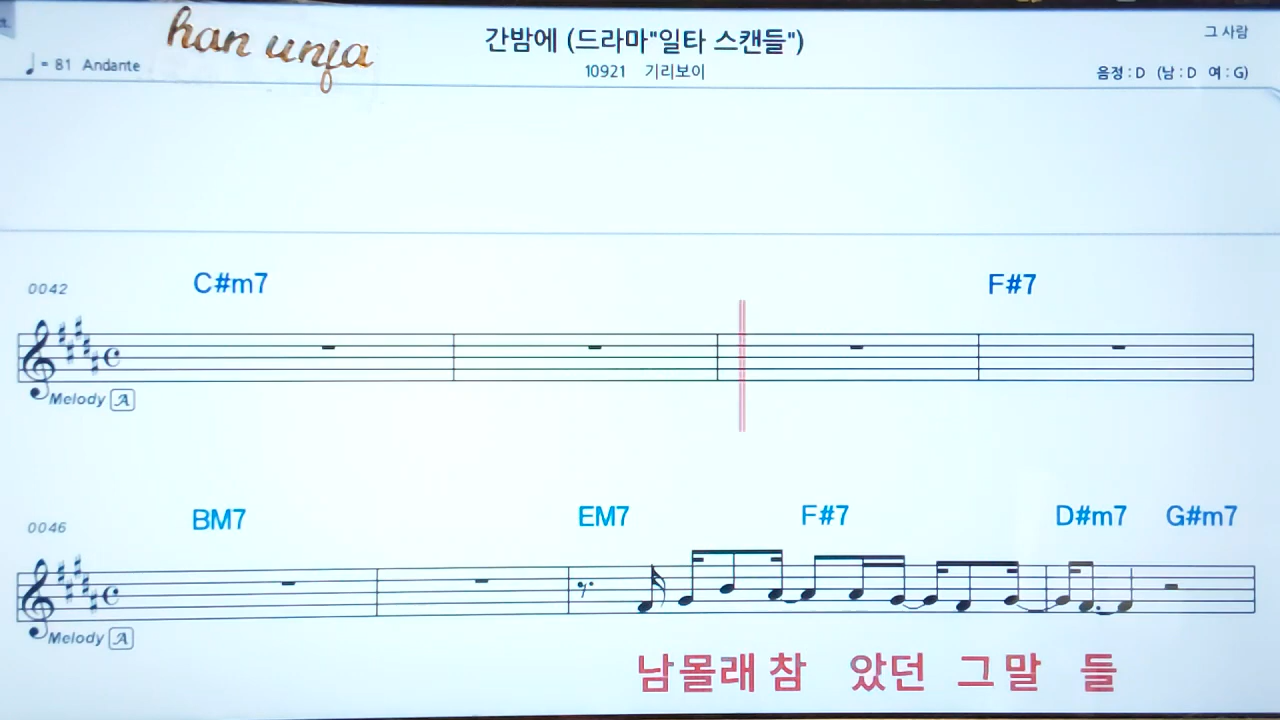 han unja
간밤에 (드라마"일타 스캔들")
그 사람
♩ = 81 Andante
10921 기리보이
음정 : D (남 : D 여 : G)
0042 C#m7 F#7
Melody A
0046 BM7 EM7 F#7 D#m7 G#m7
Melody A
남몰래 참 았던 그말 들